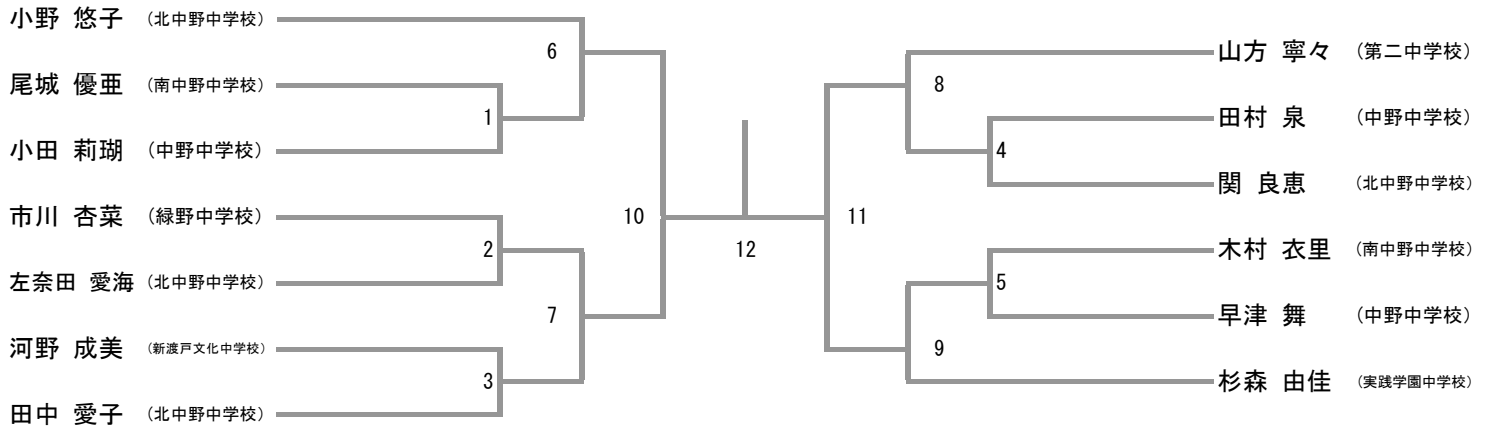 小野 悠子 (北中野中学校)
6
尾城 優亜 (南中野中学校)
1
小田 莉瑚 (中野中学校)
市川 杏菜 (緑野中学校)
10
2
左奈田 愛海 (北中野中学校)
7
河野 成美 (新渡戸文化中学校)
3
田中 愛子 (北中野中学校)
12
山方 寧々 (第二中学校)
8
田村 泉 (中野中学校)
4
関 良恵 (北中野中学校)
11
木村 衣里 (南中野中学校)
5
早津 舞 (中野中学校)
9
杉森 由佳 (実践学園中学校)